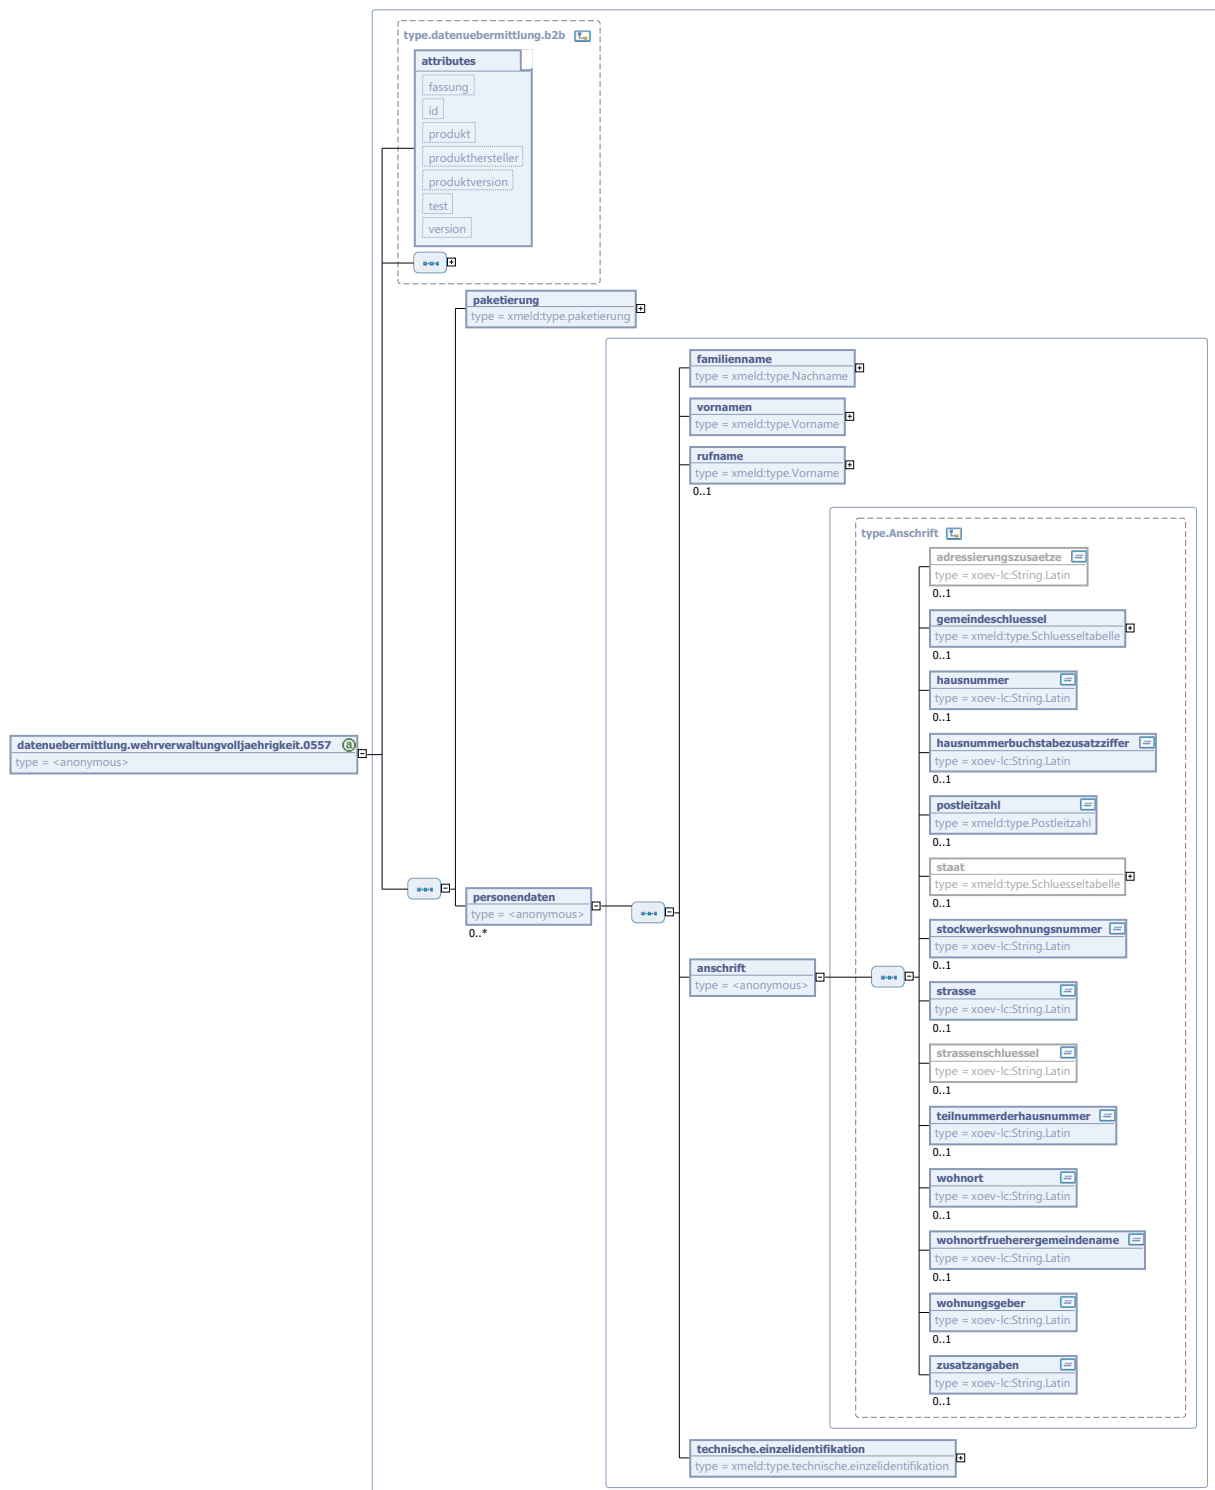 type.datenuebermittlung.b2b
attributes
fassung
id
produkt
produkthersteller
produktversion
test
version
paketierung
type = xmeld:type.paketierung
familienname
type = xmeld:type.Nachname
vornamen
type = xmeld:type.Vorname
rufname
type = xmeld:type.Vorname
0..1
type.Anschrift
adressierungszusaetze
type = xoev-lc:String.Latin
0..1
gemeindeschluessel
type = xmeld:type.Schluesseltabelle
0..1
hausnummer
type = xoev-lc:String.Latin
0..1
datenuebermittlung.wehrverwaltungvolljaehrigkeit.0557
a
type = <anonymous>
hausnummerbuchstabezusatzziffer
type = xoev-lc:String.Latin
0..1
postleitzahl
type = xmeld:type.Postleitzahl
0..1
staat
type = xmeld:type.Schluesseltabelle
0..1
personendaten
type = <anonymous>
0..*
stockwerkswohnungsnummer
type = xoev-lc:String.Latin
0..1
anschrift
type = <anonymous>
strasse
type = xoev-lc:String.Latin
0..1
strassenschluessel
type = xoev-lc:String.Latin
0..1
teilnummerderhausnummer
type = xoev-lc:String.Latin
0..1
wohnort
type = xoev-lc:String.Latin
0..1
wohnortfrueherergemeindename
type = xoev-lc:String.Latin
0..1
wohnungsgeber
type = xoev-lc:String.Latin
0..1
zusatzangaben
type = xoev-lc:String.Latin
0..1
technische.einzelidentifikation
type = xmeld:type.technische.einzelidentifikation